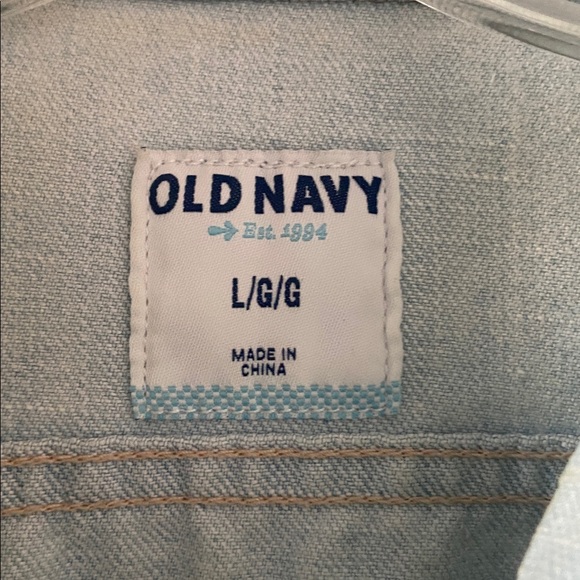 OLD NAVY
Est. 1994
L/G/G
MADE IN
CHINA